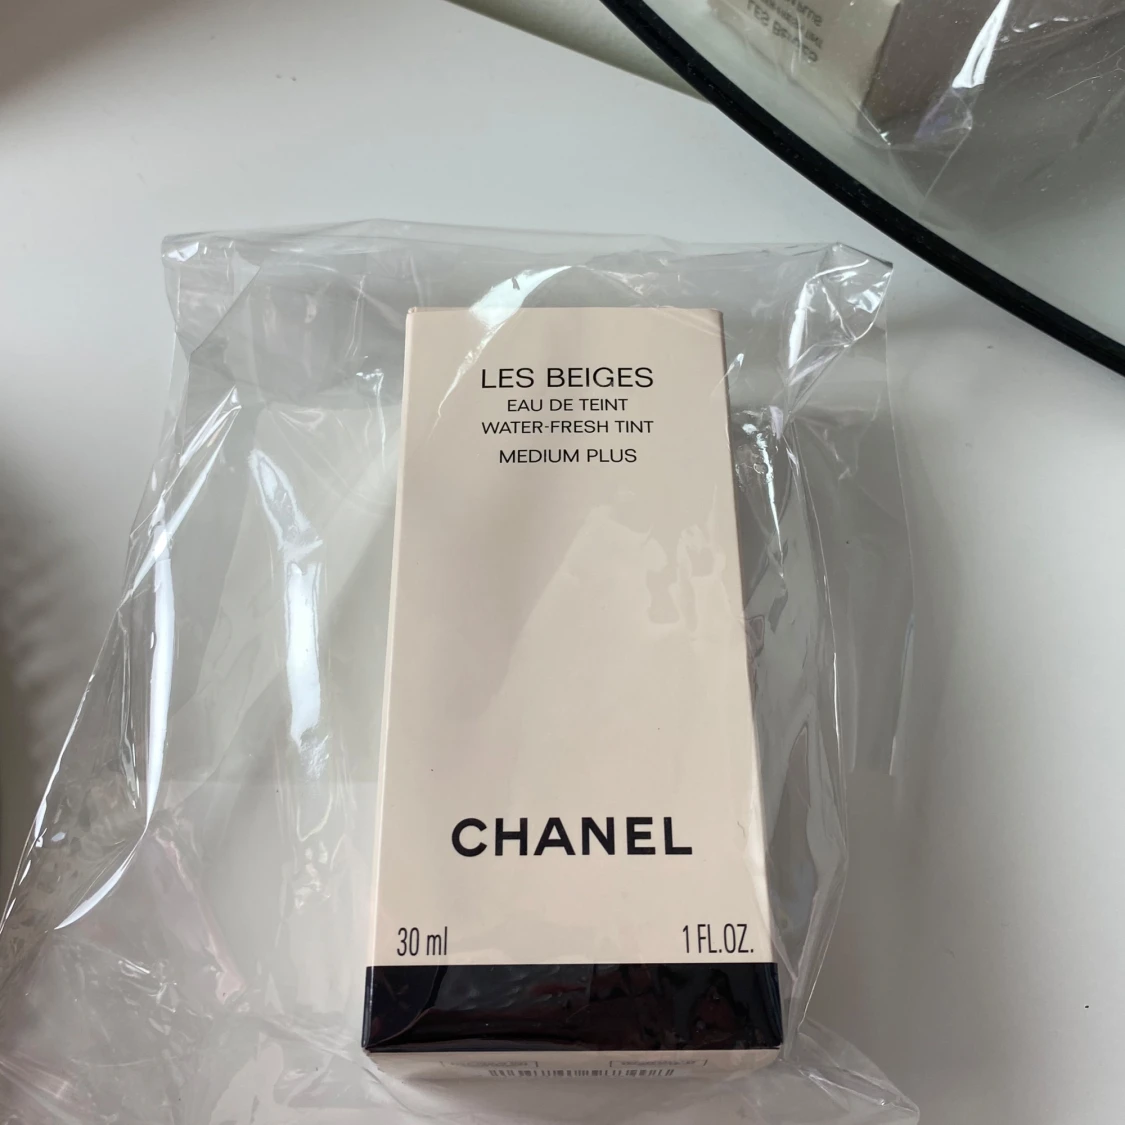 LES BEIGES
EAU DE TEINT
WATER-FRESH TINT
MEDIUM PLUS
CHANEL
30 ml 1 FL.OZ.